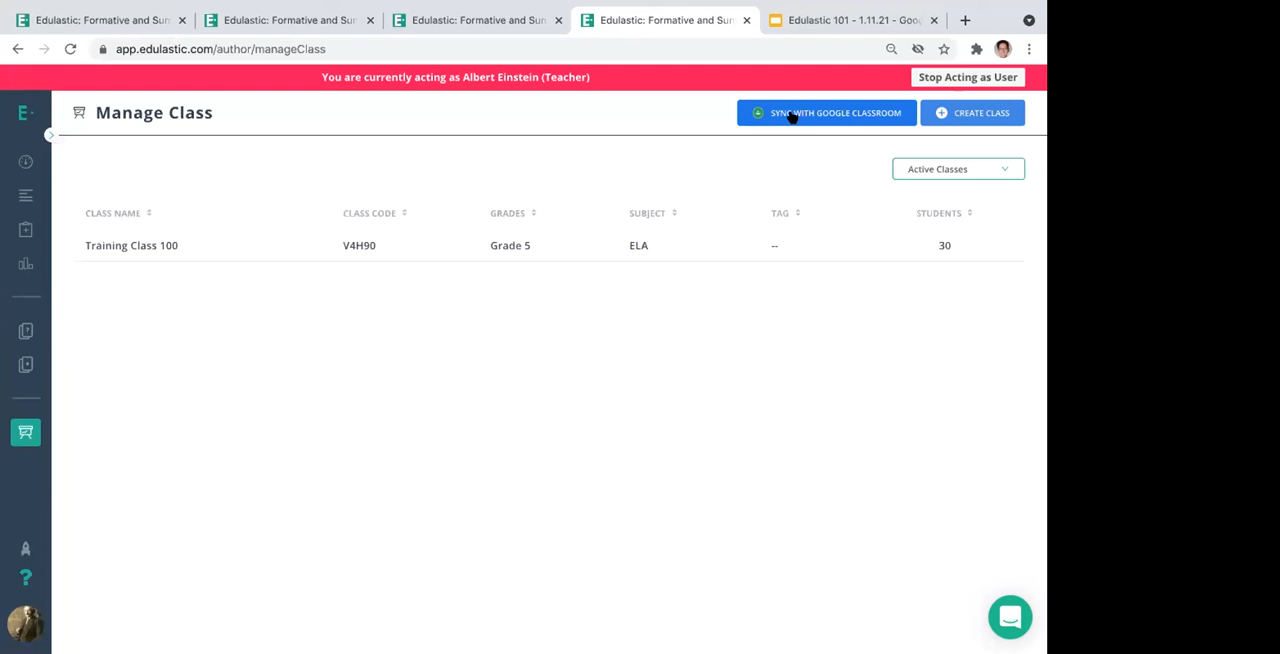 Edulastic: Formative and Sum
Edulastic: Formative and Sum
Edulastic: Formative and Sum
Edulastic: Formative and Sum
Edulastic 101 - 1.11.21 - Goo
app.edulastic.com/author/manageClass
You are currently acting as Albert Einstein (Teacher)
Stop Acting as User
E
Manage Class
SYNC WITH GOOGLE CLASSROOM
CREATE CLASS
Active Classes
CLASS NAME CLASS CODE GRADES SUBJECT TAG STUDENTS
Training Class 100 V4H90 Grade 5 ELA -- 30
?